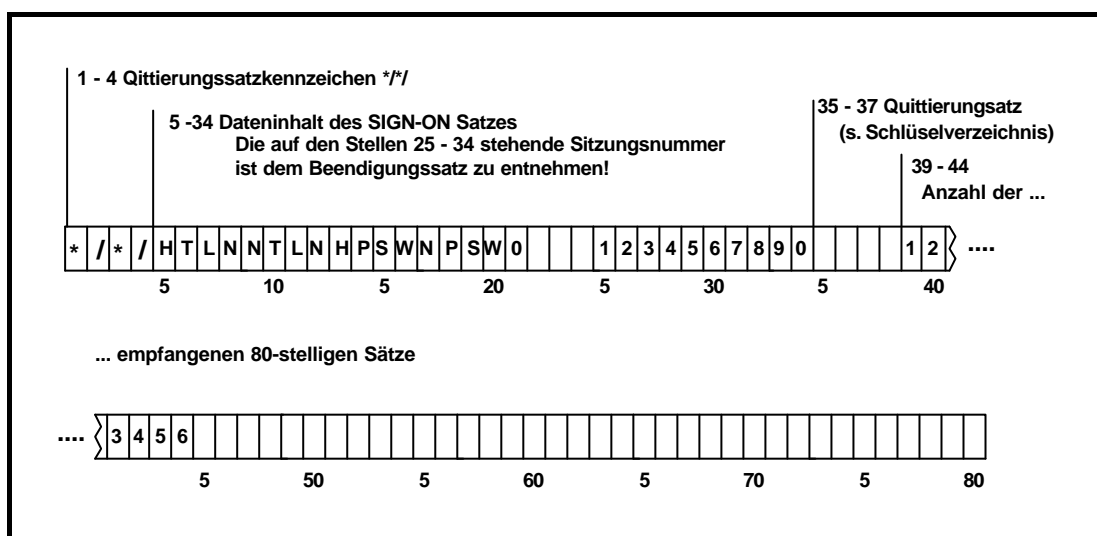 1 - 4 Qittierungssatzkennzeichen */*/
5 -34 Dateninhalt des SIGN-ON Satzes
Die auf den Stellen 25 - 34 stehende Sitzungsnummer
ist dem Beendigungssatz zu entnehmen!
35 - 37 Quittierungsatz
(s. Schlüselverzeichnis)
39 - 44
Anzahl der ...
* / * / H T L N N T L N H P S W N P S W 0 1 2 3 4 5 6 7 8 9 0 1 2 ....
5 10 5 20 5 30 5 40
... empfangenen 80-stelligen Sätze
.... 3 4 5 6
5 50 5 60 5 70 5 80